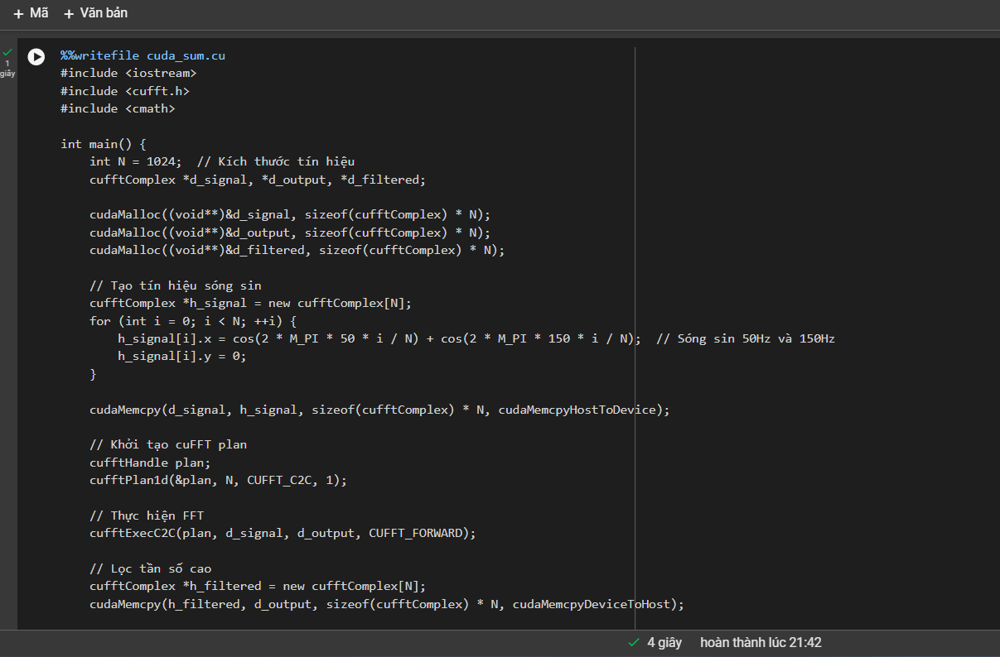 + Mã + Văn bản
1
giây
%%writefile cuda_sum.cu
#include <iostream>
#include <cufft.h>
#include <cmath>
int main() {
    int N = 1024;  // Kích thước tín hiệu
    cufftComplex *d_signal, *d_output, *d_filtered;
    cudaMalloc((void**)&d_signal, sizeof(cufftComplex) * N);
    cudaMalloc((void**)&d_output, sizeof(cufftComplex) * N);
    cudaMalloc((void**)&d_filtered, sizeof(cufftComplex) * N);
    // Tạo tín hiệu sóng sin
    cufftComplex *h_signal = new cufftComplex[N];
    for (int i = 0; i < N; ++i) {
        h_signal[i].x = cos(2 * M_PI * 50 * i / N) + cos(2 * M_PI * 150 * i / N);  // Sóng sin 50Hz và 150Hz
        h_signal[i].y = 0;
    }
    cudaMemcpy(d_signal, h_signal, sizeof(cufftComplex) * N, cudaMemcpyHostToDevice);
    // Khởi tạo cuFFT plan
    cufftHandle plan;
    cufftPlan1d(&plan, N, CUFFT_C2C, 1);
    // Thực hiện FFT
    cufftExecC2C(plan, d_signal, d_output, CUFFT_FORWARD);
    // Lọc tần số cao
    cufftComplex *h_filtered = new cufftComplex[N];
    cudaMemcpy(h_filtered, d_output, sizeof(cufftComplex) * N, cudaMemcpyDeviceToHost);
4 giây hoàn thành lúc 21:42